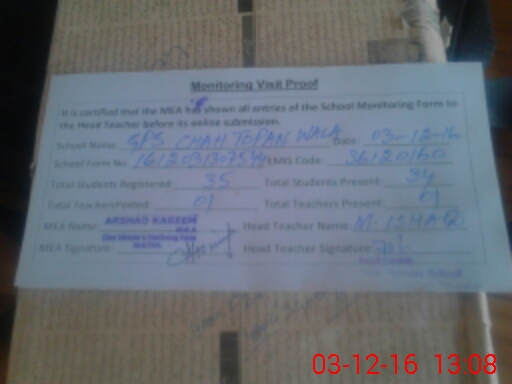 Monitoring Visit Proof
It is certified that the MEA has shown all entries of the School Monitoring Form to
the Head Teacher before its online submission.
School Name: GPS CHAH TOPAN WALA Date: 03-12-16
School Form No: EMIS Code: 36120160
Total Students Registered: 35 Total Students Present: 34
Total Teachers Posted: 01 Total Teachers Present: 01
MEA Name: ARSHAD KAREEM Head Teacher Name: M. ISHAQ
M.E.A
MEA Signature: MULTAN Head Teacher Signature:
School
03-12-16 13:08